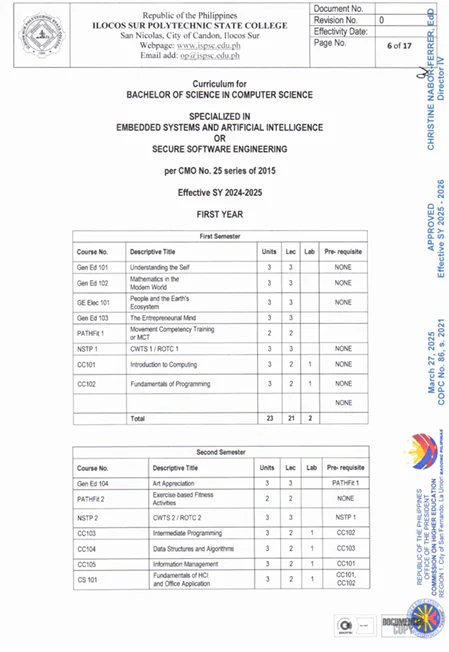 Republic of the Philippines
ILOCOS SUR POLYTECHNIC STATE COLLEGE
San Nicolas, City of Candon, Ilocos Sur
Webpage: www.ispsc.edu.ph
Email add: op@ispsc.edu.ph
Document No.
Revision No. 0
Effectivity Date:
Page No. 6 of 17
Curriculum for
BACHELOR OF SCIENCE IN COMPUTER SCIENCE
SPECIALIZED IN
EMBEDDED SYSTEMS AND ARTIFICIAL INTELLIGENCE
OR
SECURE SOFTWARE ENGINEERING
per CMO No. 25 series of 2015
Effective SY 2024-2025
FIRST YEAR
First Semester
Course No. Descriptive Title Units Lec Lab Pre- requisite
Gen Ed 101 Understanding the Self 3 3 NONE
Gen Ed 102 Mathematics in the Modern World 3 3 NONE
GE Elec 101 People and the Earth's Ecosystem 3 3 NONE
Gen Ed 103 The Entrepreneurial Mind 3 3
PATHFit 1 Movement Competency Training or MCT 2 2
NSTP 1 CWTS 1 / ROTC 1 3 3 NONE
CC101 Introduction to Computing 3 2 1 NONE
CC102 Fundamentals of Programming 3 2 1 NONE
NONE
Total 23 21 2
Second Semester
Course No. Descriptive Title Units Lec Lab Pre- requisite
Gen Ed 104 Art Appreciation 3 3 PATHFit 1
PATHFit 2 Exercise-based Fitness Activities 2 2 NONE
NSTP 2 CWTS 2 / ROTC 2 3 3 NSTP 1
CC103 Intermediate Programming 3 2 1 CC102
CC104 Data Structures and Algorithms 3 2 1 CC103
CC105 Information Management 3 2 1 CC101
CS 101 Fundamentals of HCI and Office Application 3 2 1 CC101, CC102
CHRISTINE NABOR-FERRER, EdD
Director IV
APPROVED
Effective SY 2025 - 2026
March 27, 2025
COPC No. 86, s. 2021
BAGONG PILIPINAS
REPUBLIC OF THE PHILIPPINES
OFFICE OF THE PRESIDENT
COMMISSION ON HIGHER EDUCATION
REGION 1, City of San Fernando, La Union